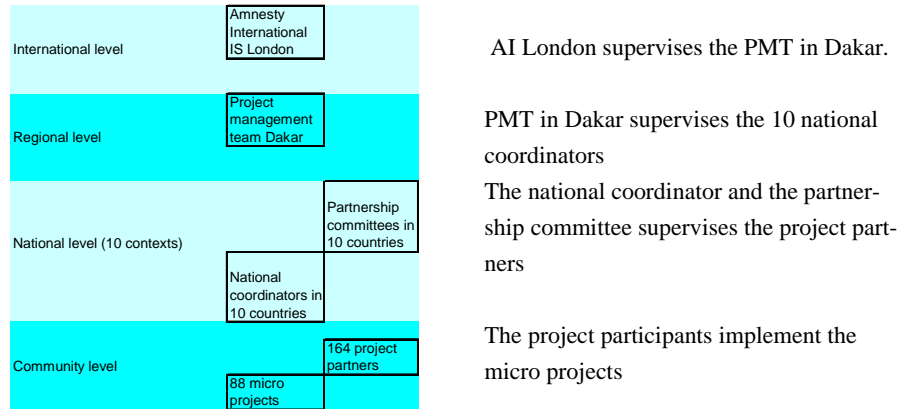 Amnesty
International
IS London
International level
AI London supervises the PMT in Dakar.
Project
management
team Dakar
Regional level
PMT in Dakar supervises the 10 national
coordinators
Partnership
committees in
10 countries
National level (10 contexts)
National
coordinators in
10 countries
The national coordinator and the partner-
ship committee supervises the project part-
ners
164 project
partners
Community level
88 micro
projects
The project participants implement the
micro projects